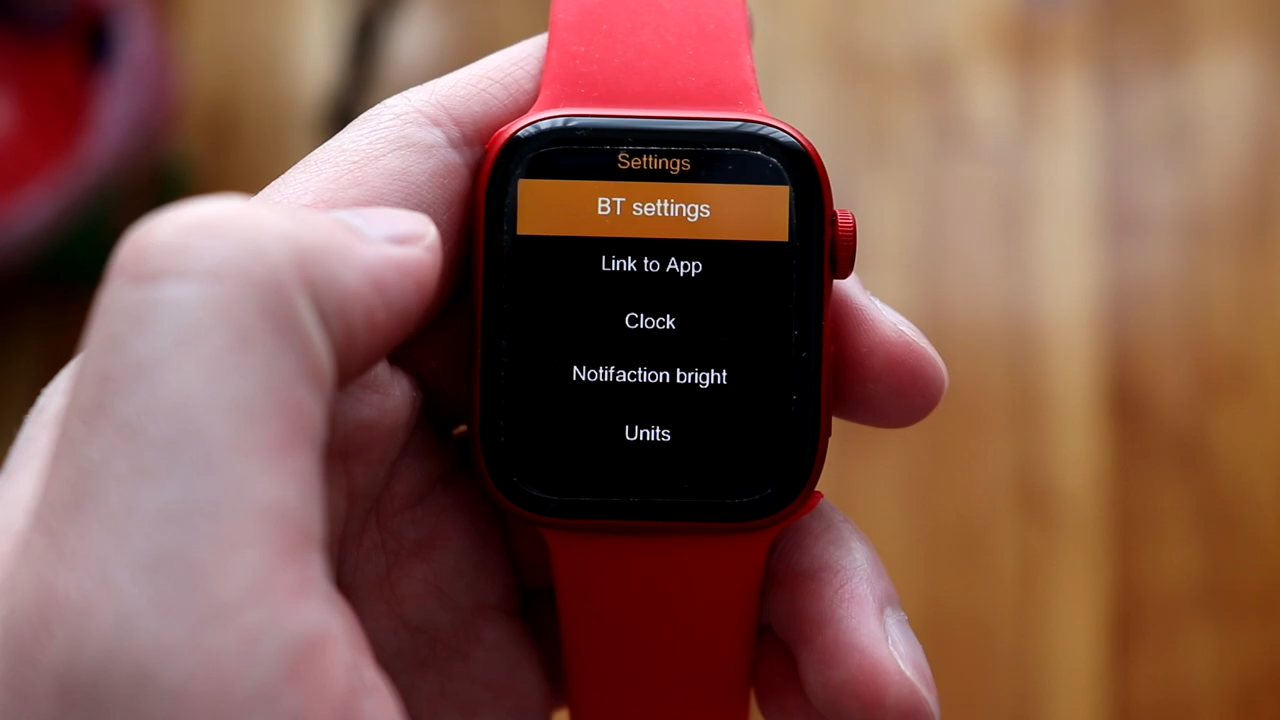 Settings
BT settings
Link to App
Clock
Notifaction bright
Units